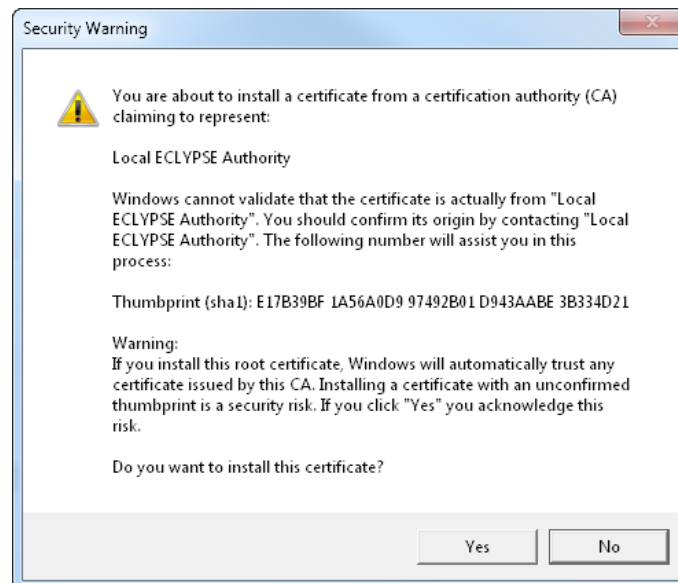 Security Warning
You are about to install a certificate from a certification authority (CA)
claiming to represent:
Local ECLYPSE Authority
Windows cannot validate that the certificate is actually from "Local
ECLYPSE Authority". You should confirm its origin by contacting "Local
ECLYPSE Authority". The following number will assist you in this
process:
Thumbprint (sha1): E17B39BF 1A56A0D9 97492B01 D943AABE 3B334D21
Warning:
If you install this root certificate, Windows will automatically trust any
certificate issued by this CA. Installing a certificate with an unconfirmed
thumbprint is a security risk. If you click "Yes" you acknowledge this
risk.
Do you want to install this certificate?
Yes
No